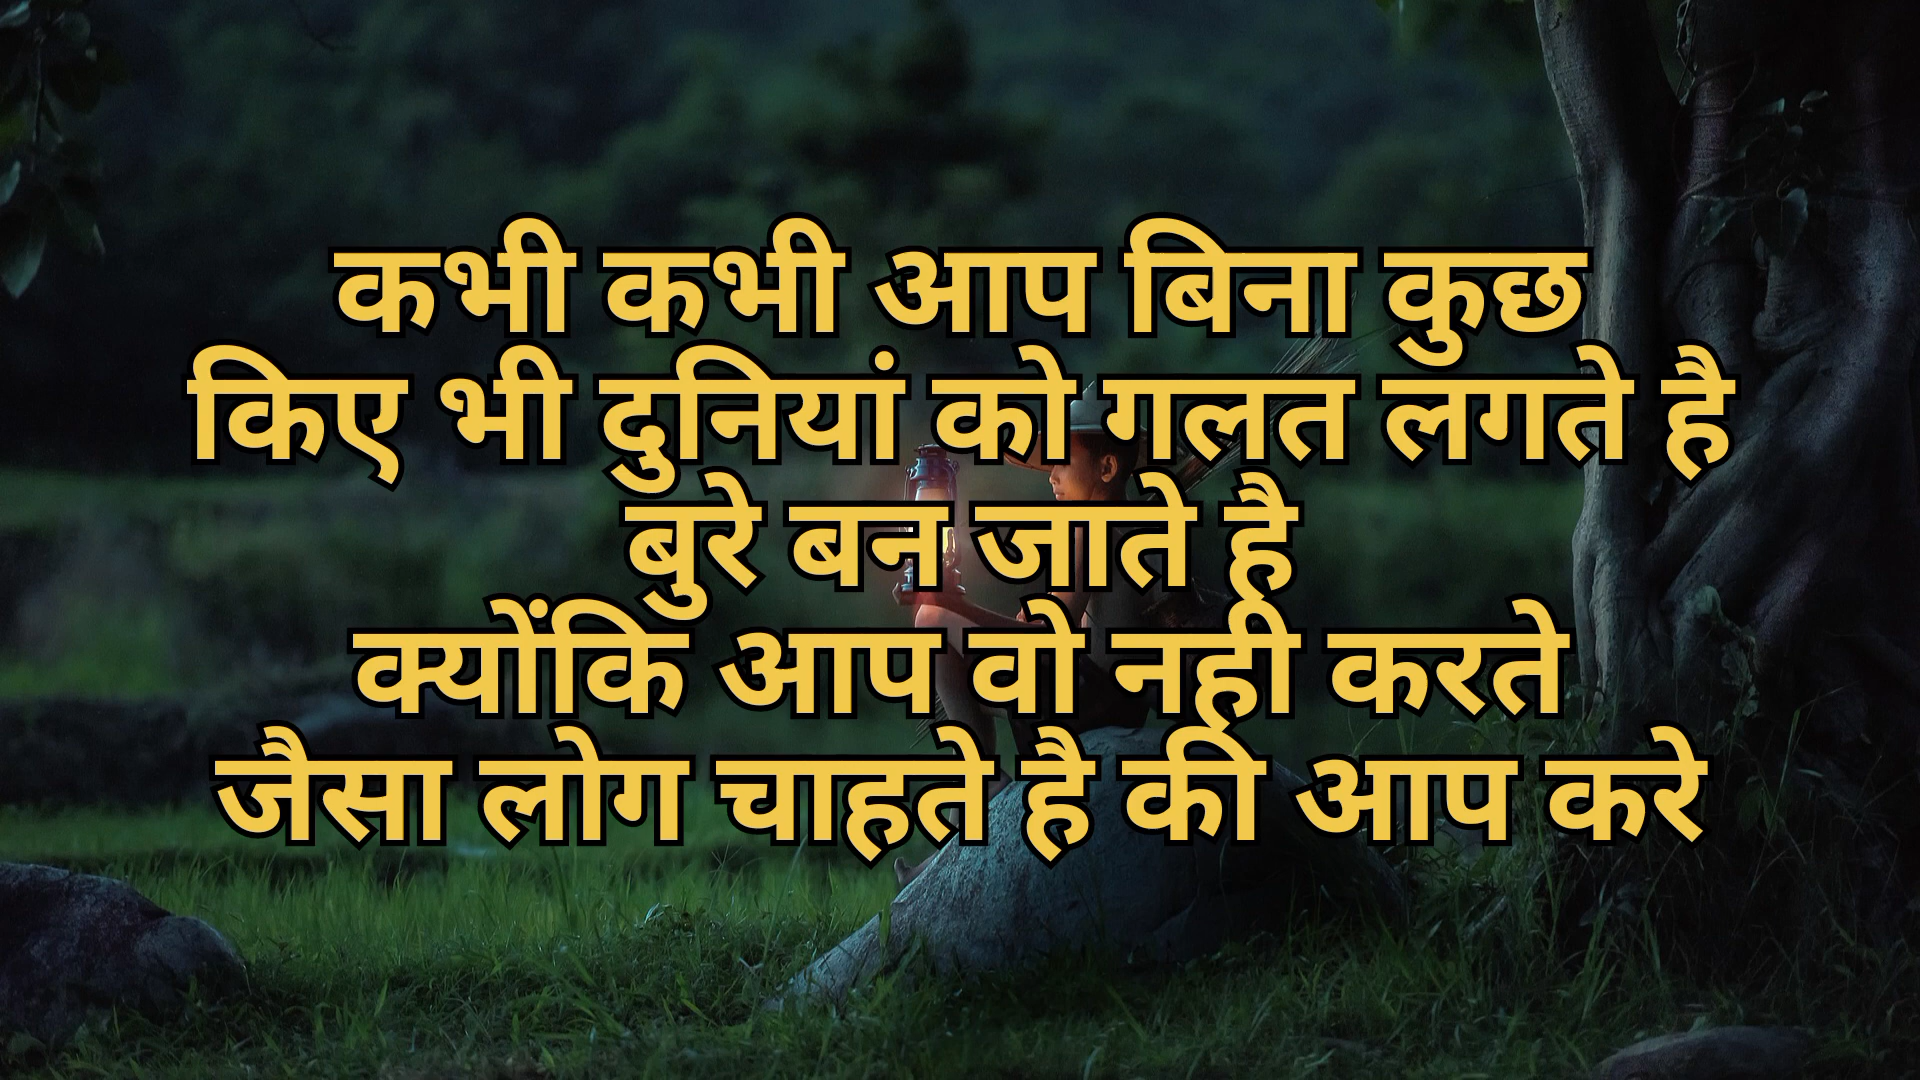 कभी कभी आप बिना कुछ
किए भी दुनियां को गलत लगते है
बुरे बन जाते है
क्योंकि आप वो नही करते
जैसा लोग चाहते है की आप करे